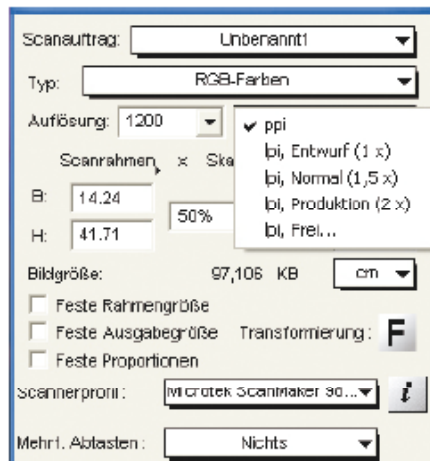 Scanauftrag: Unbenannt1
Typ: RGB-Farben
Auflösung: 1200
✓ ppi
lpi, Entwurf (1 x)
lpi, Normal (1,5 x)
lpi, Produktion (2 x)
lpi, Frei...
Scanrahmen x Ska
B: 14.24
50%
H: 41.71
Bildgröße: 97,106 KB cm
Feste Rahmengröße
Feste Ausgabegröße Transformierung: F
Feste Proportionen
Scannerprofil: Microtek ScanMaker 98...
Mehrf. Abtasten: Nichts